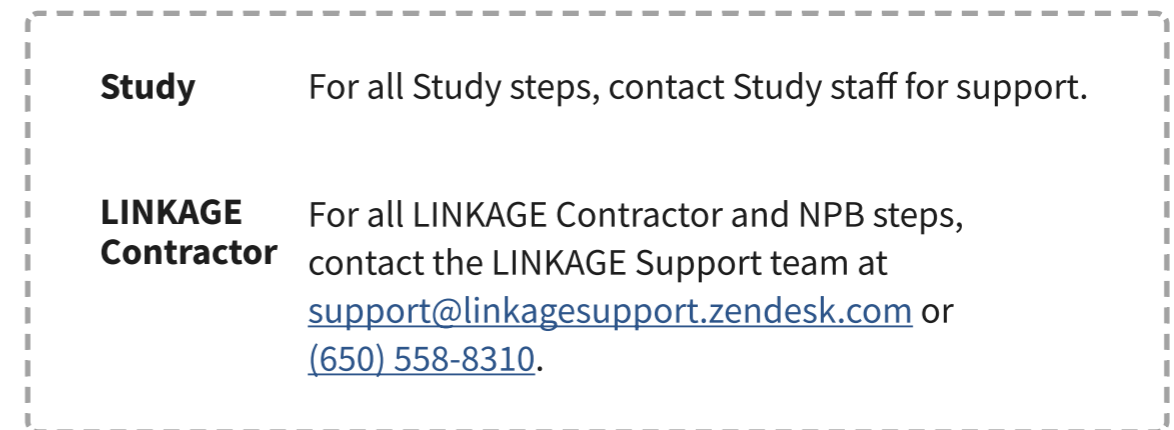 Study For all Study steps, contact Study staff for support.
LINKAGE Contractor
For all LINKAGE Contractor and NPB steps,
contact the LINKAGE Support team at
support@linkagesupport.zendesk.com or
(650) 558-8310.